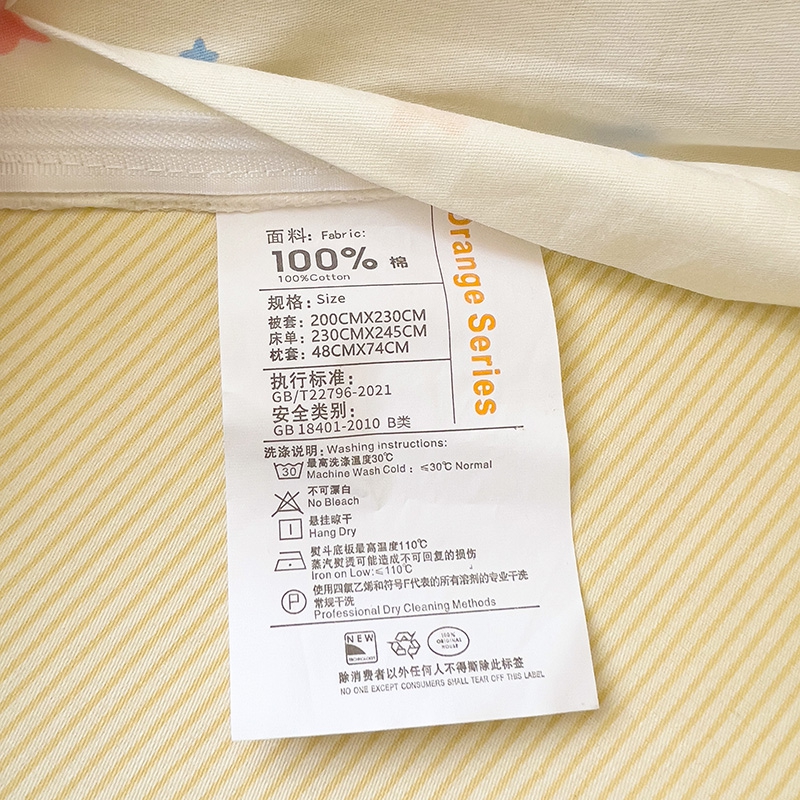 面料: Fabric:
100% 棉
100%Cotton
规格: Size
被套: 200CMX230CM
床单: 230CMX245CM
枕套: 48CMX74CM
执行标准:
GB/T22796-2021
安全类别:
GB 18401-2010 B类
Orange Series
洗涤说明: Washing instructions:
30 最高洗涤温度30℃
Machine Wash Cold : ≤30℃ Normal
不可漂白
No Bleach
悬挂晾干
Hang Dry
熨斗底板最高温度110℃
蒸汽熨烫可能造成不可回复的损伤
Iron on Low:≤110℃
使用四氯乙烯和符号F代表的所有溶剂的专业干洗
P 常规干洗
Professional Dry Cleaning Methods
NEW
TECHNOLOGY
100%
ORIGINAL
除消费者以外任何人不得撕除此标签
NO ONE EXCEPT CONSUMERS SHALL TEAR OFF THIS LABEL